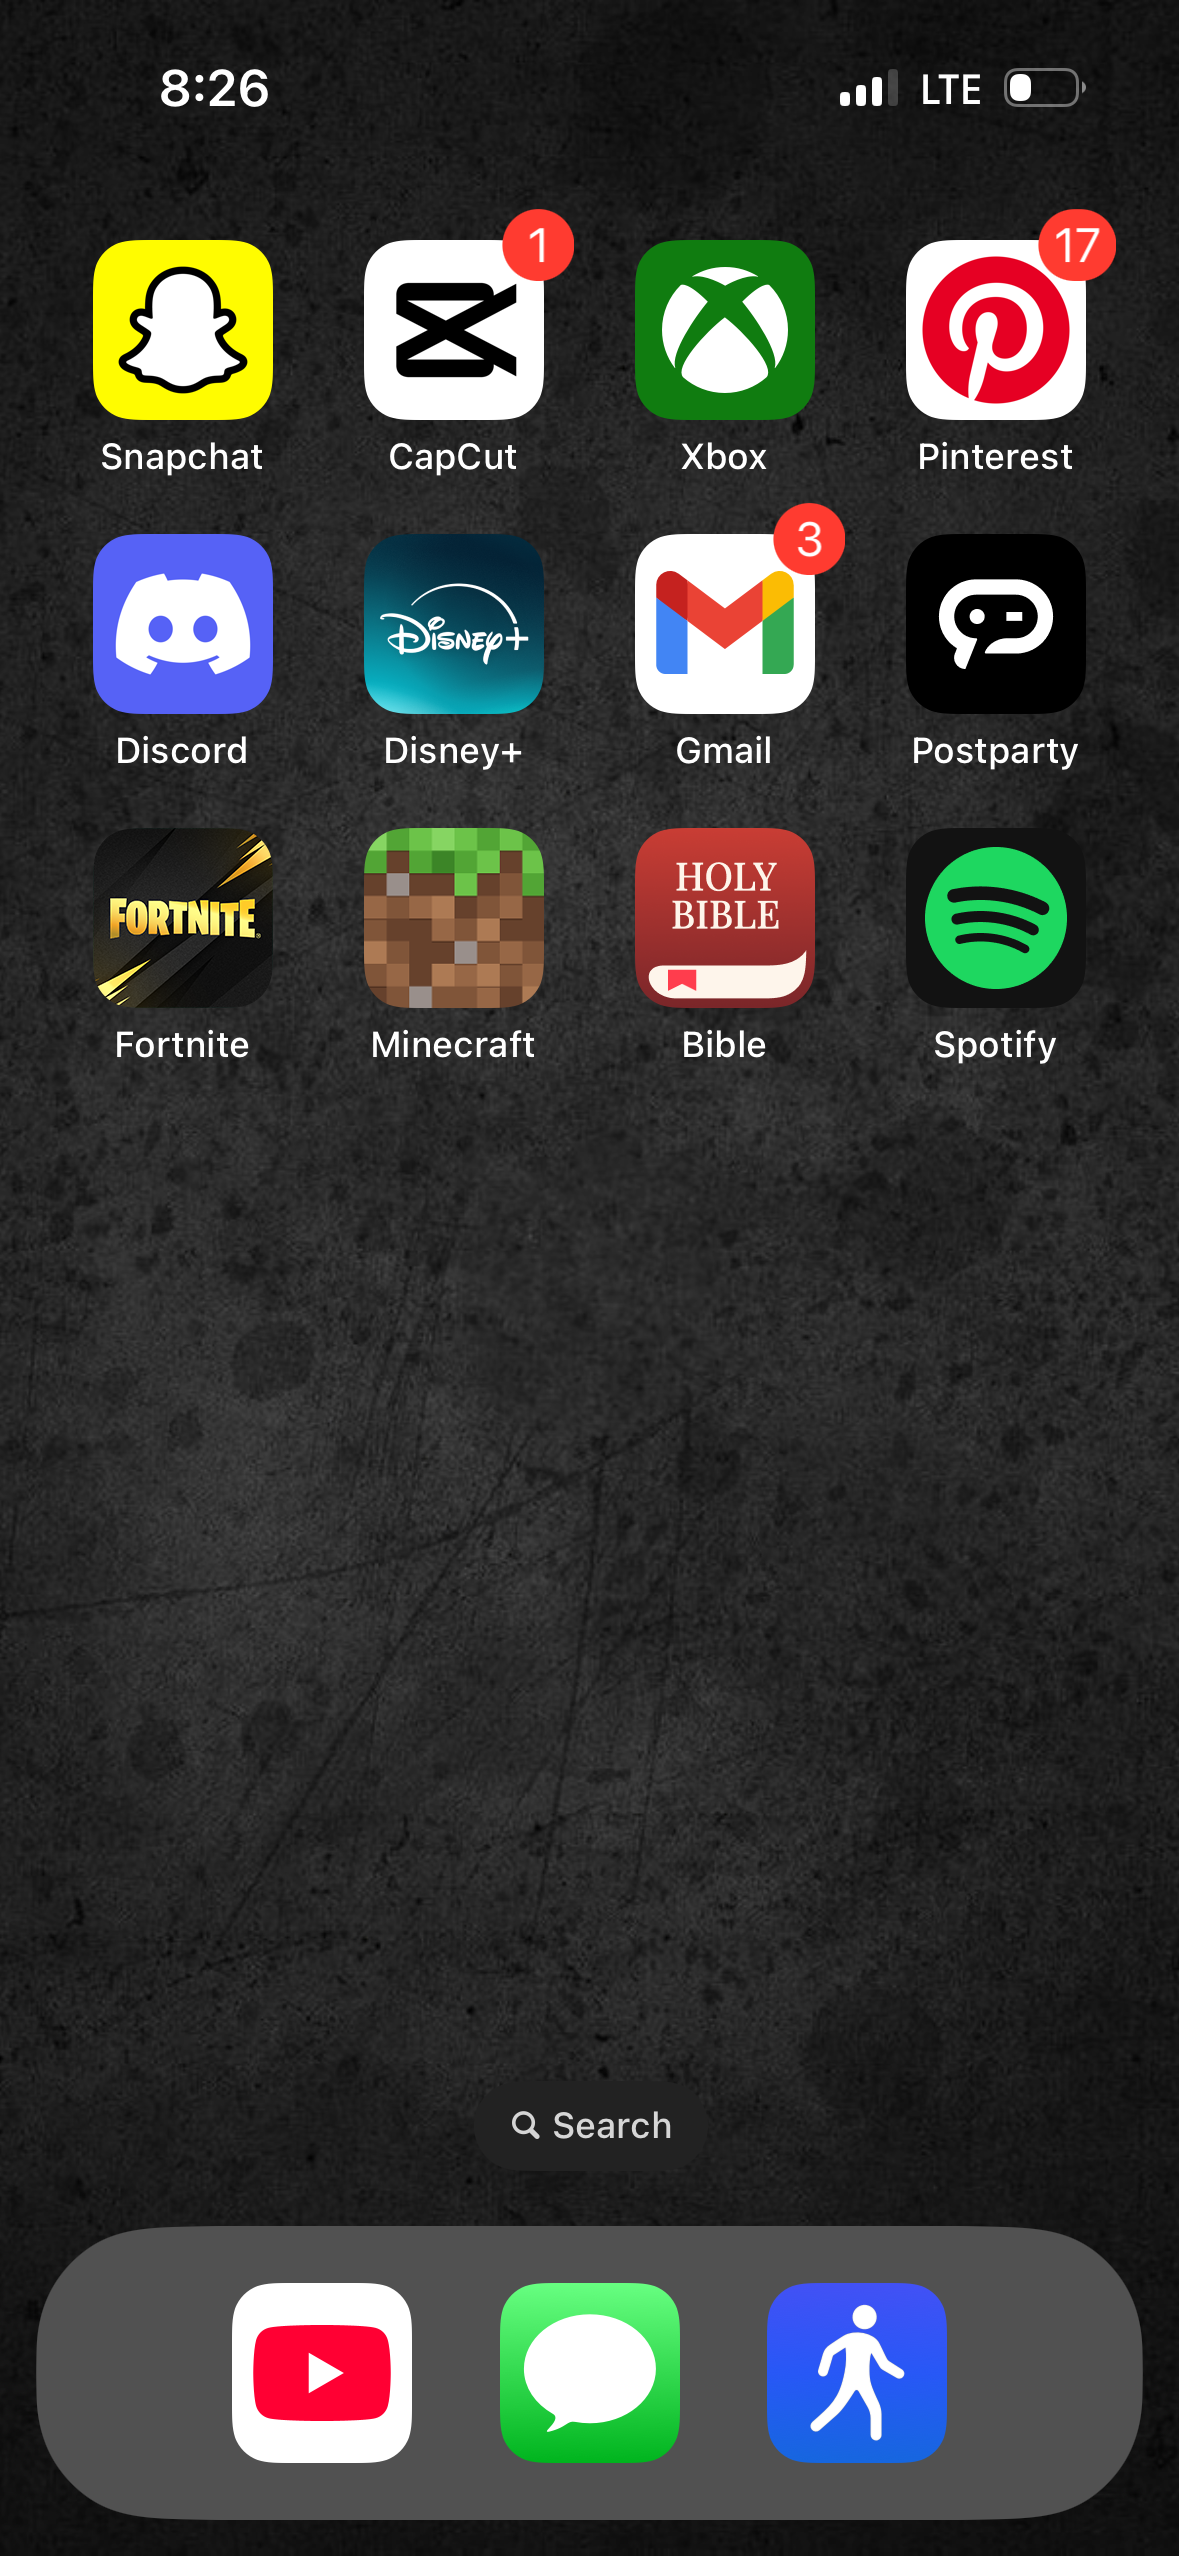 8:26 LTE
1 17
Snapchat CapCut Xbox Pinterest
3
Disney+
Discord Disney+ Gmail Postparty
FORTNITE HOLY BIBLE
Fortnite Minecraft Bible Spotify
Search